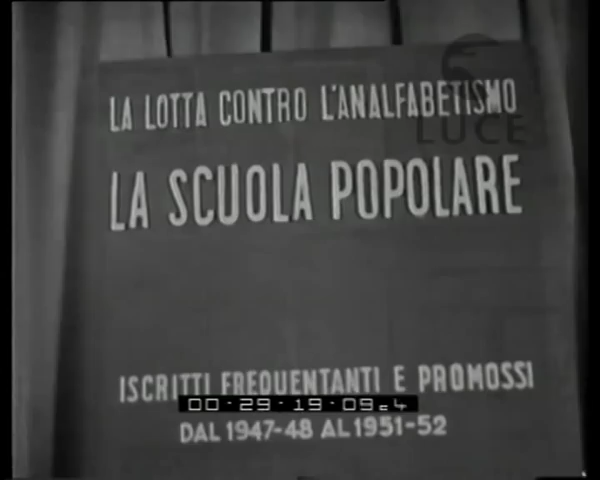 LA LOTTA CONTRO L'ANALFABETISMO
LUCE
LA SCUOLA POPOLARE
ISCRITTI FREQUENTANTI E PROMOSSI
00·29·19·09
DAL 1947-48 AL 1951-52